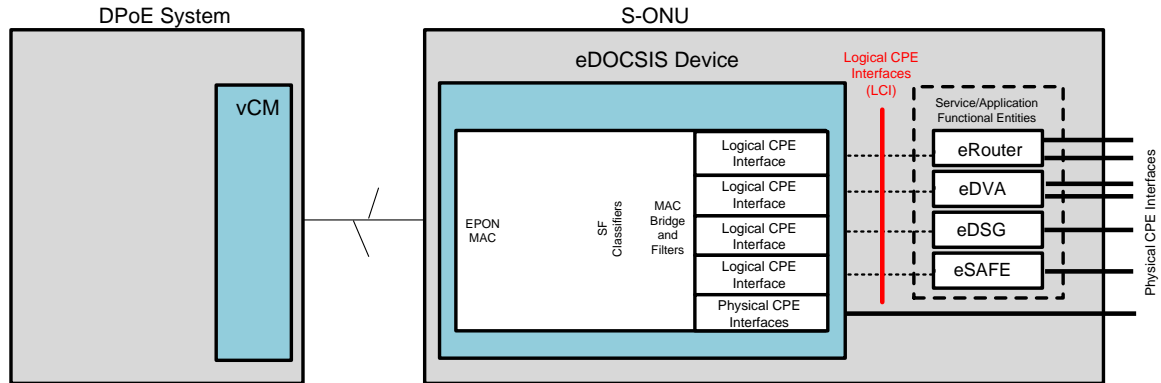 DPoE System
S-ONU
vCM
eDOCSIS Device
Logical CPE
Interfaces
(LCI)
Service/Application
Functional Entities
EPON
MAC
SF
Classifiers
MAC
Bridge
and
Filters
Logical CPE
Interface
Logical CPE
Interface
Logical CPE
Interface
Logical CPE
Interface
Physical CPE
Interfaces
eRouter
eDVA
eDSG
eSAFE
Physical CPE Interfaces